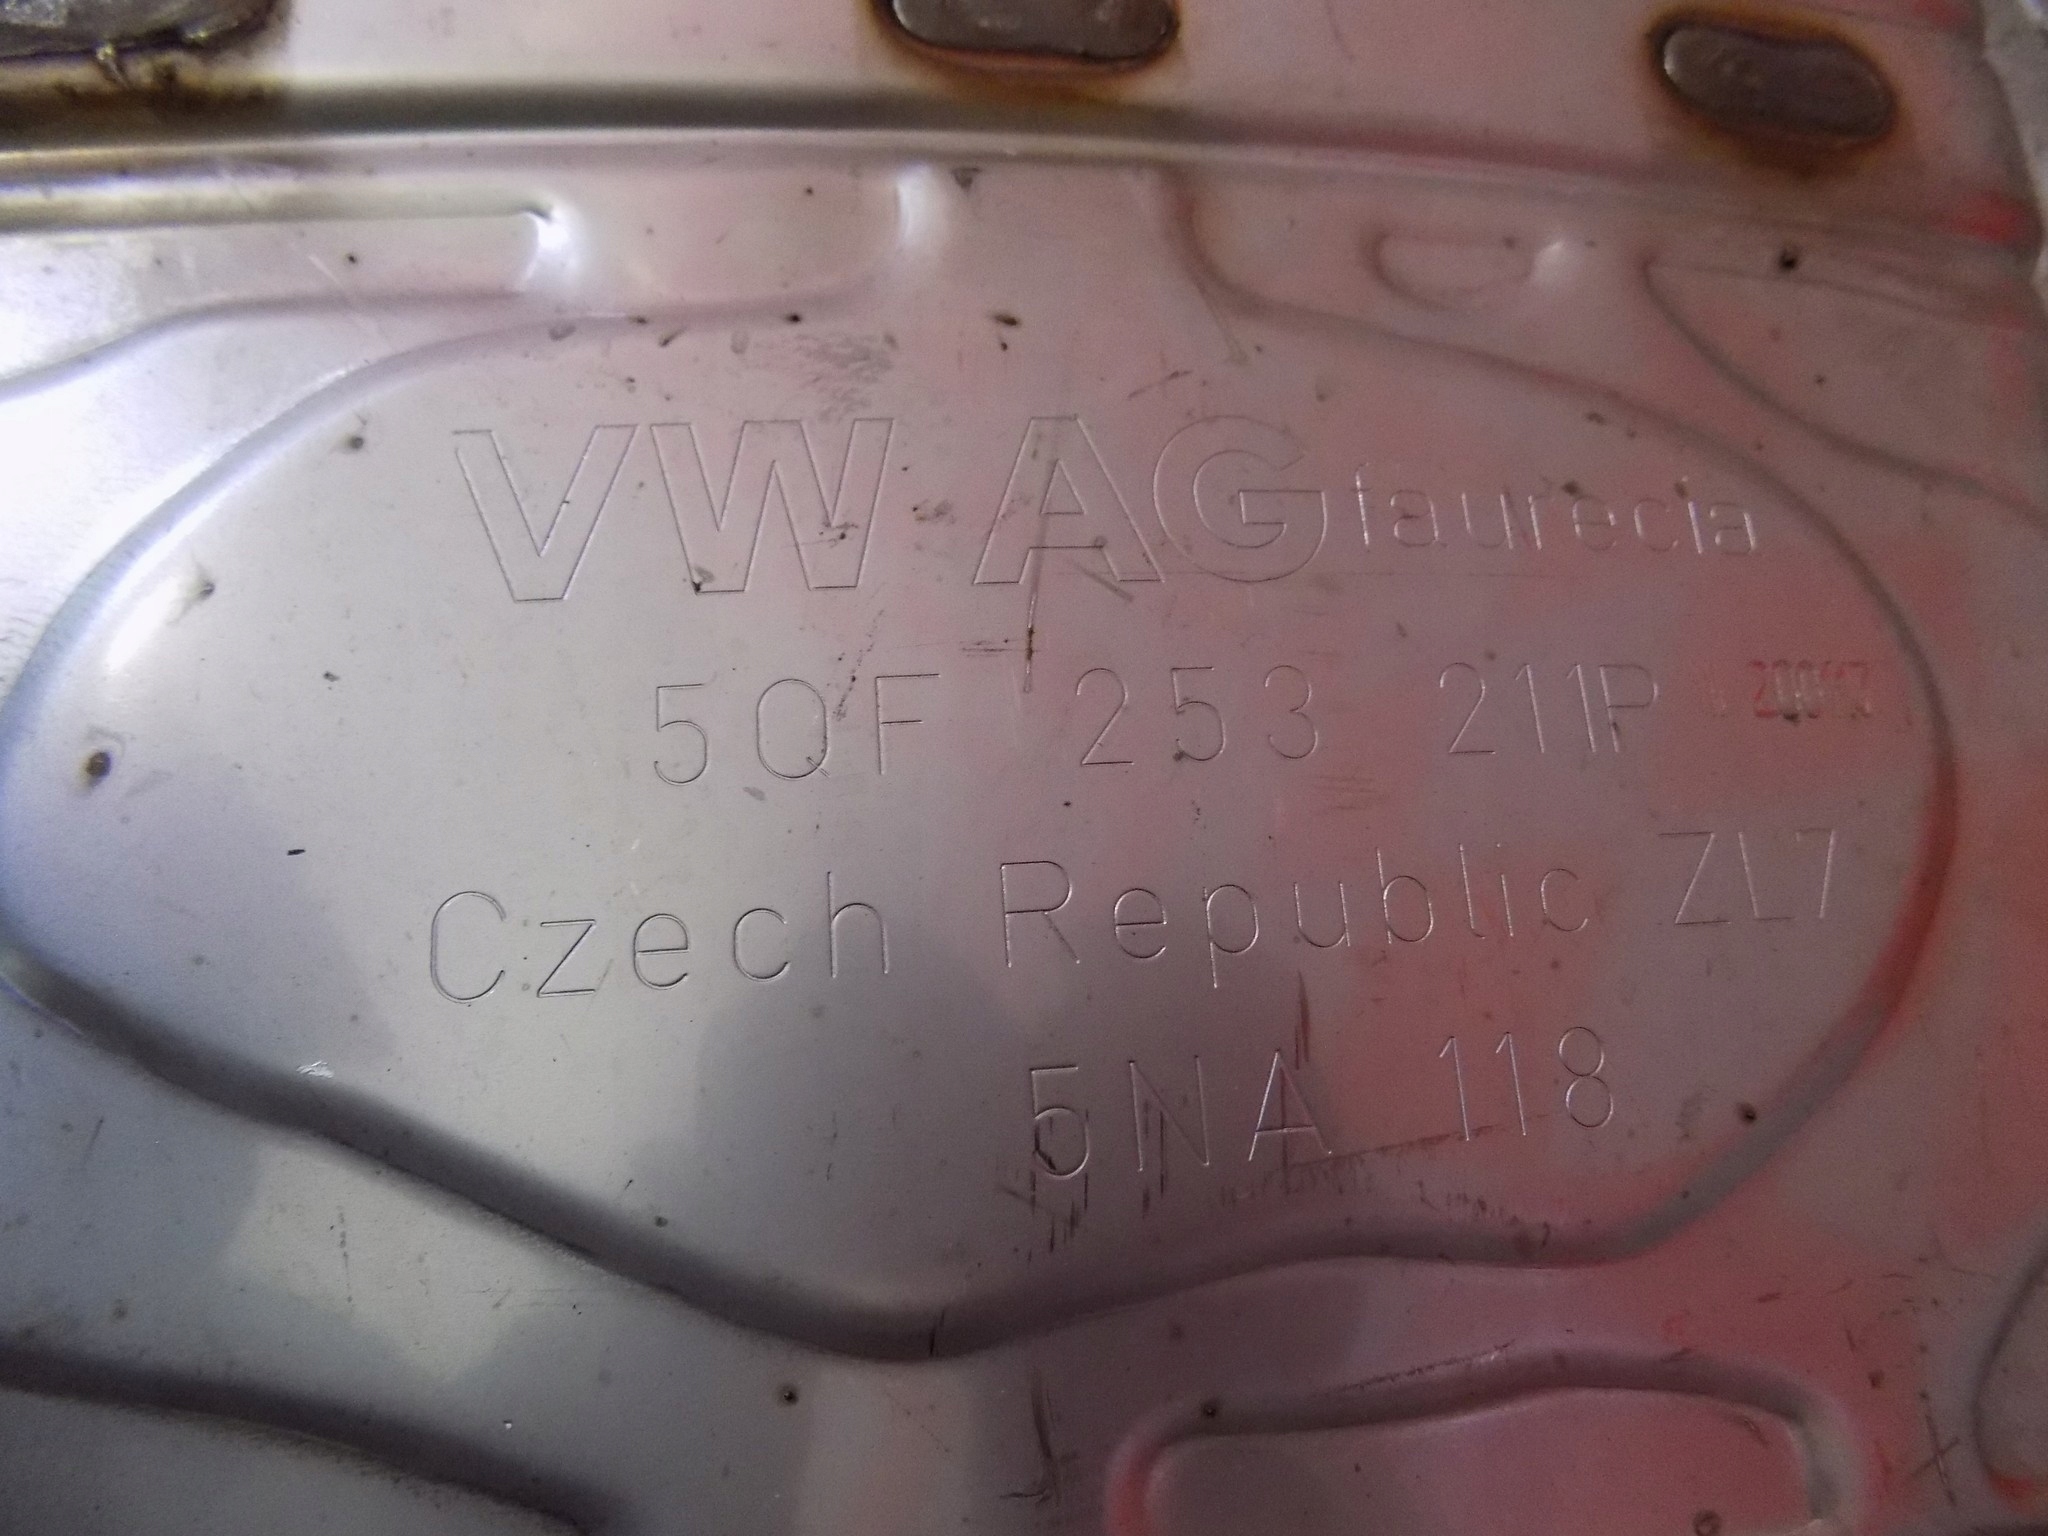 VW AG faurecia
5QF 253 211P
Czech Republic ZL7
5NA 118